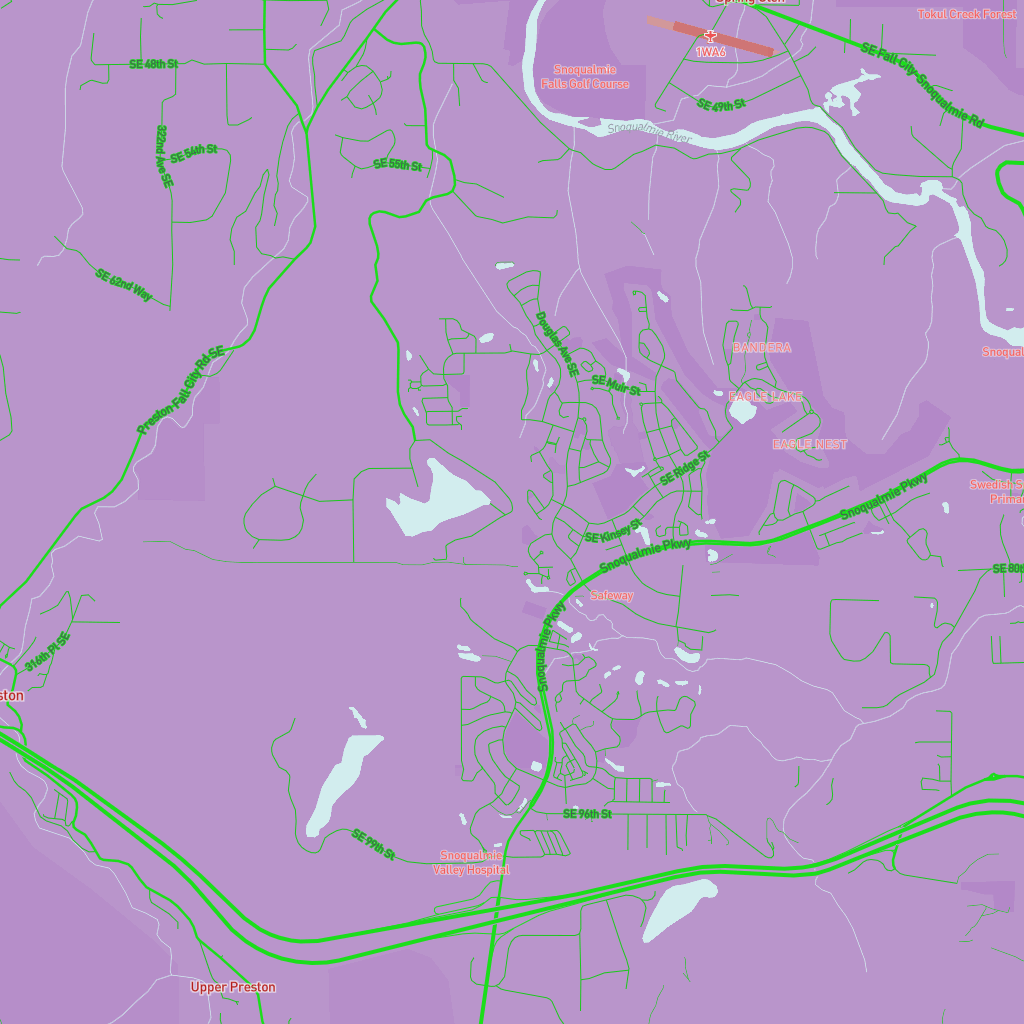 Spring Glen
Tokul Creek Forest
1WA6
SE Fall City-Snoqualmie Rd
SE 48th St
Snoqualmie
Falls Golf Course
SE 49th St
Snoqualmie River
322nd Ave SE
SE 54th St
SE 55th St
SE 62nd Way
Douglas Ave SE
BANDERA
Snoqual
Preston Fall City Rd SE
SE Muir St
EAGLE LAKE
EAGLE NEST
SE Ridge St
Swedish S
Primar
Snoqualmie Pkwy
SE Kinsey St
Snoqualmie Pkwy
SE 80th
Safeway
Snoqualmie Pkwy
316th Pl SE
ston
SE 96th St
SE 99th St
Snoqualmie
Valley Hospital
Upper Preston